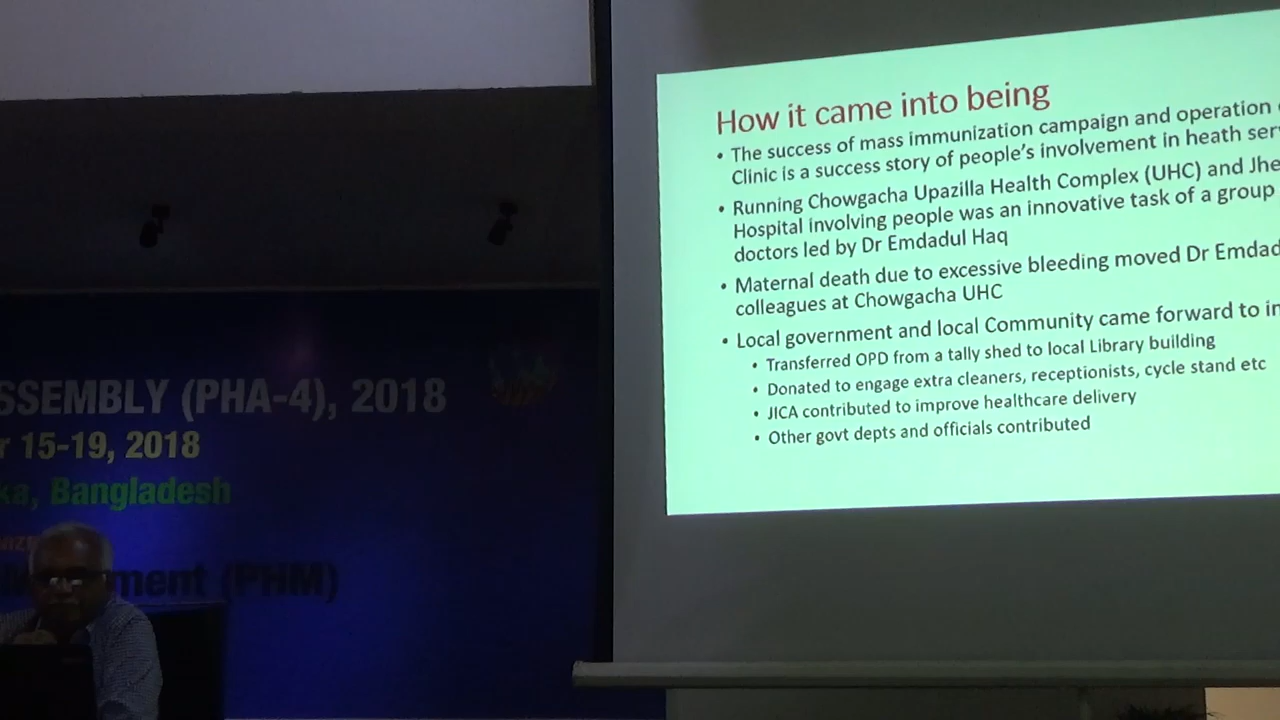 SSEMBLY (PHA-4), 2018
r 15-19, 2018
ka, Bangladesh
ment (PHM)
How it came into being
• The success of mass immunization campaign and operation
Clinic is a success story of people's involvement in heath ser
• Running Chowgacha Upazilla Health Complex (UHC) and Jhe
Hospital involving people was an innovative task of a group
doctors led by Dr Emdadul Haq
• Maternal death due to excessive bleeding moved Dr Emdad
colleagues at Chowgacha UHC
• Local government and local Community came forward to in
• Transferred OPD from a tally shed to local Library building
• Donated to engage extra cleaners, receptionists, cycle stand etc
• JICA contributed to improve healthcare delivery
• Other govt depts and officials contributed